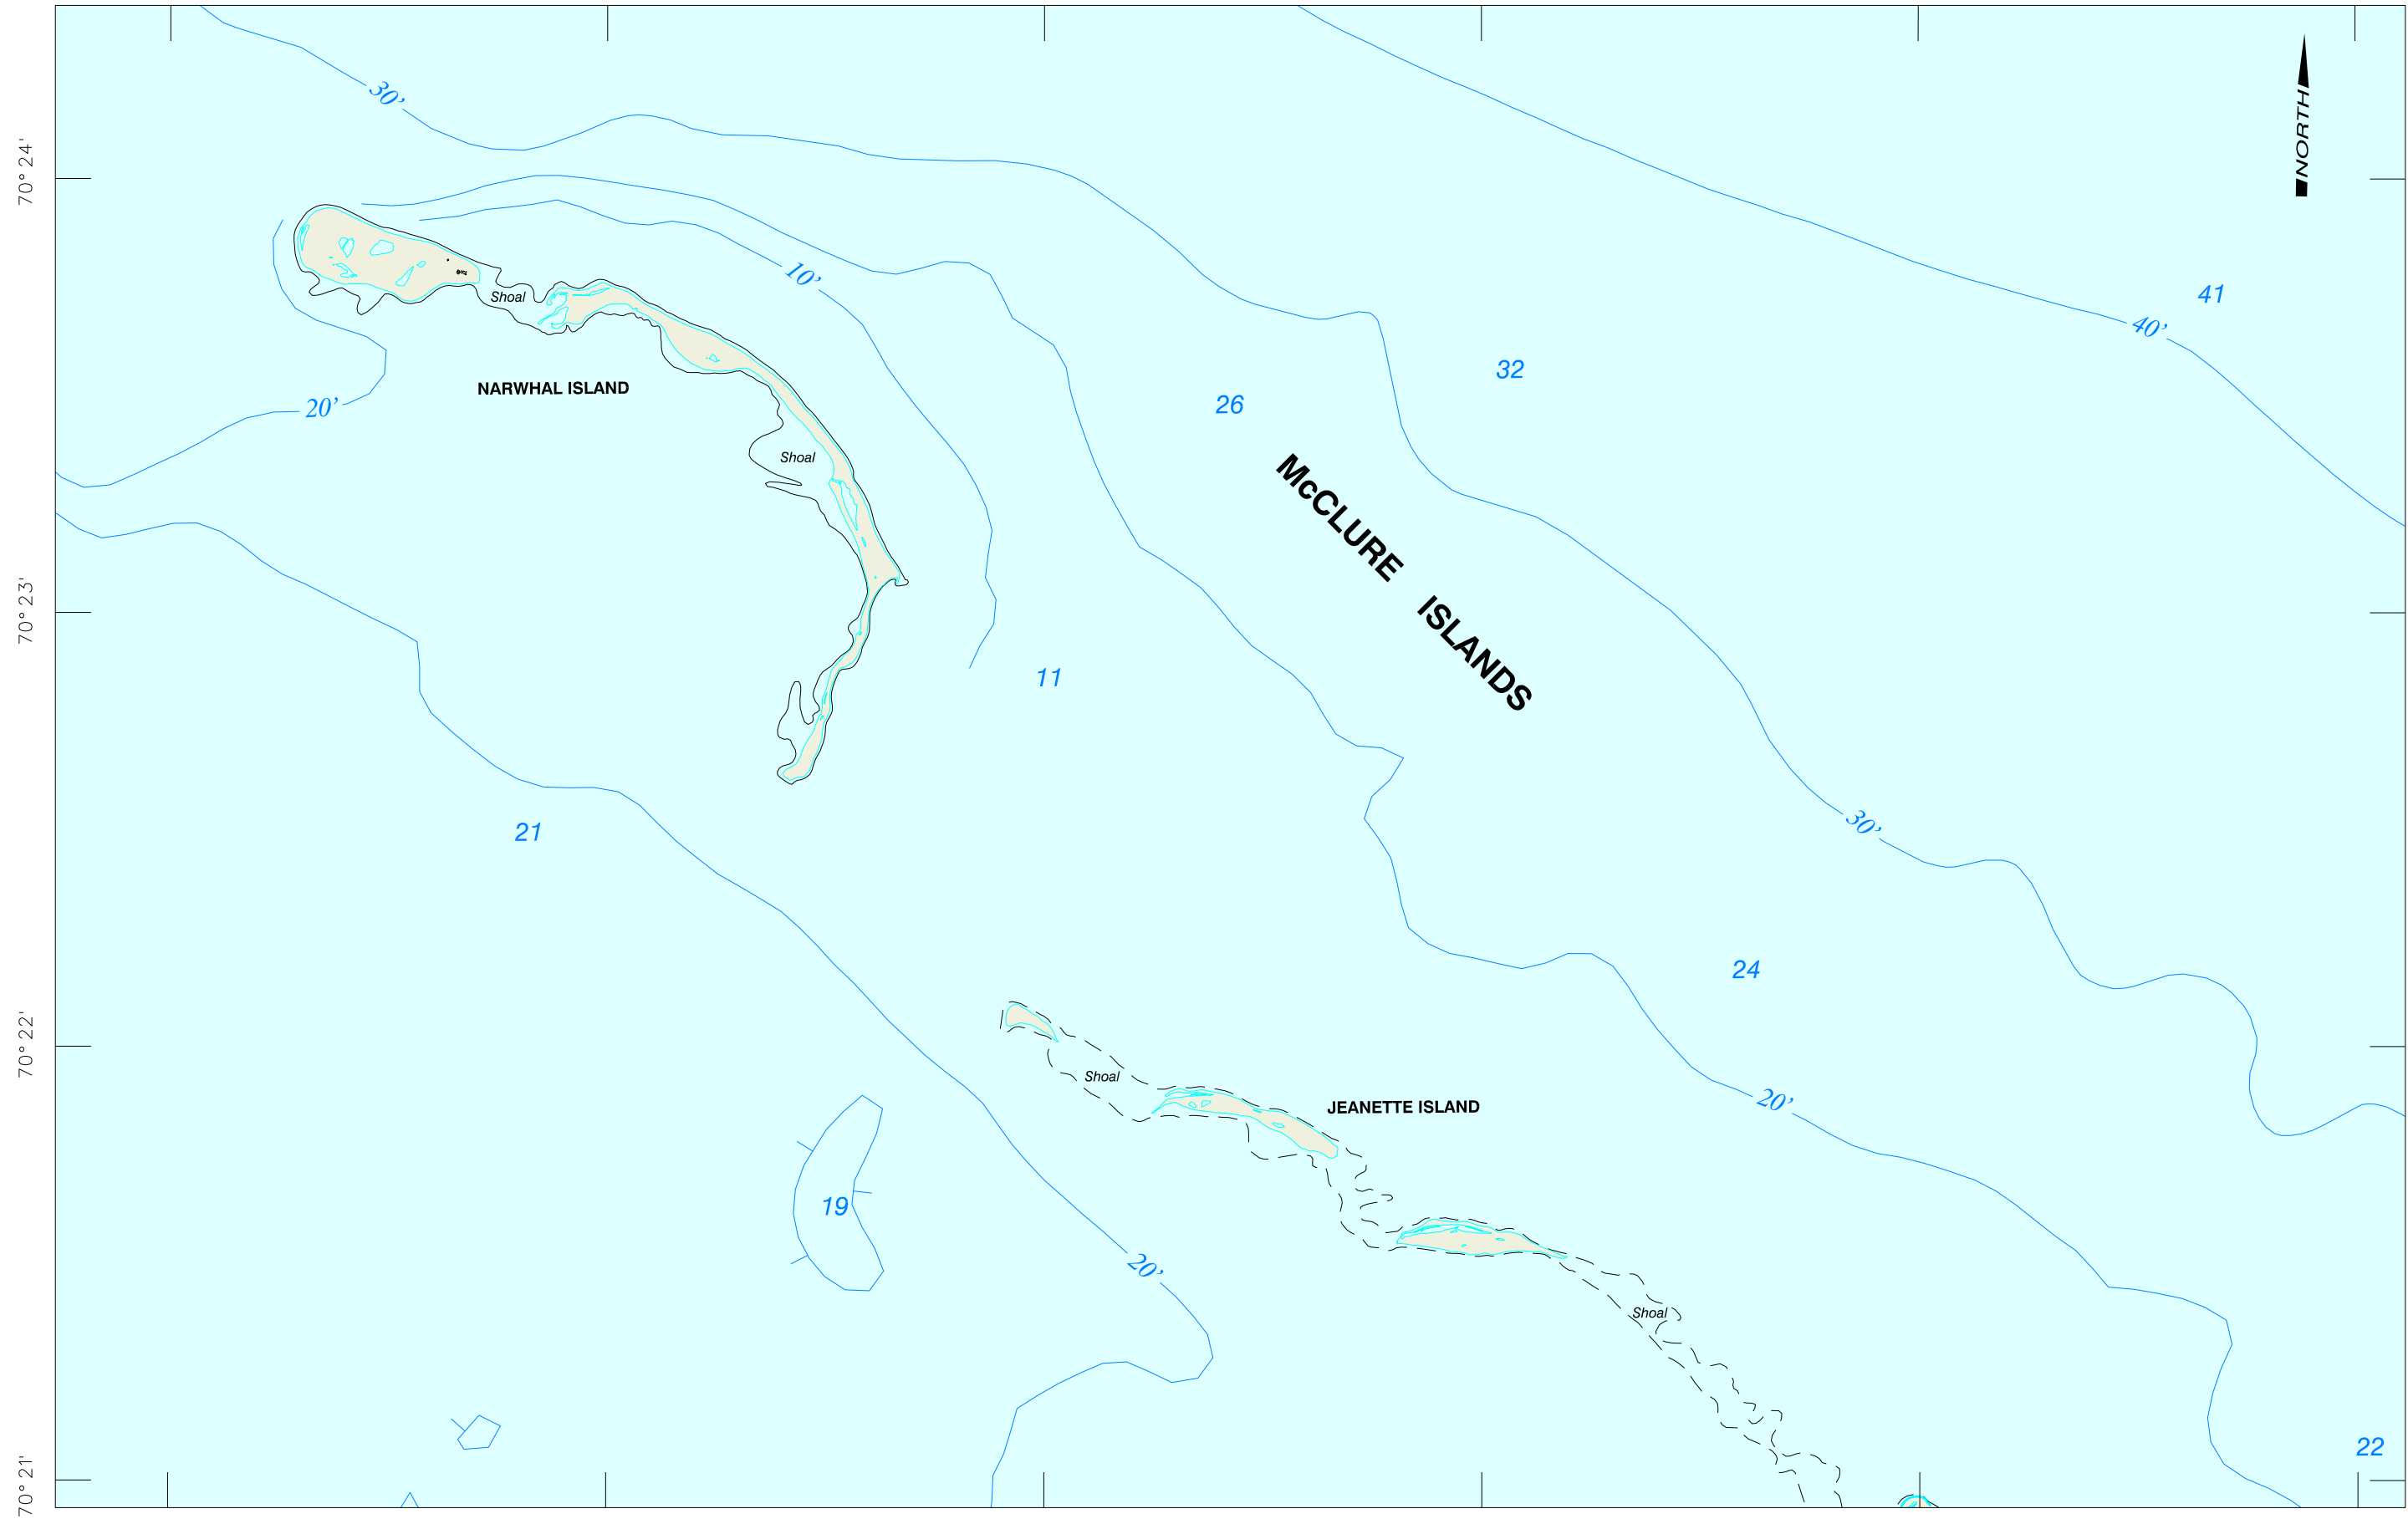 30’
NORTH
70° 24'
10’
41
Shoal
40’
32
NARWHAL ISLAND
26
20’
Shoal
McCLURE ISLANDS
70° 23'
11
21
30’
24
70° 22'
Shoal
20’
JEANETTE ISLAND
19
20’
Shoal
22
70° 21'